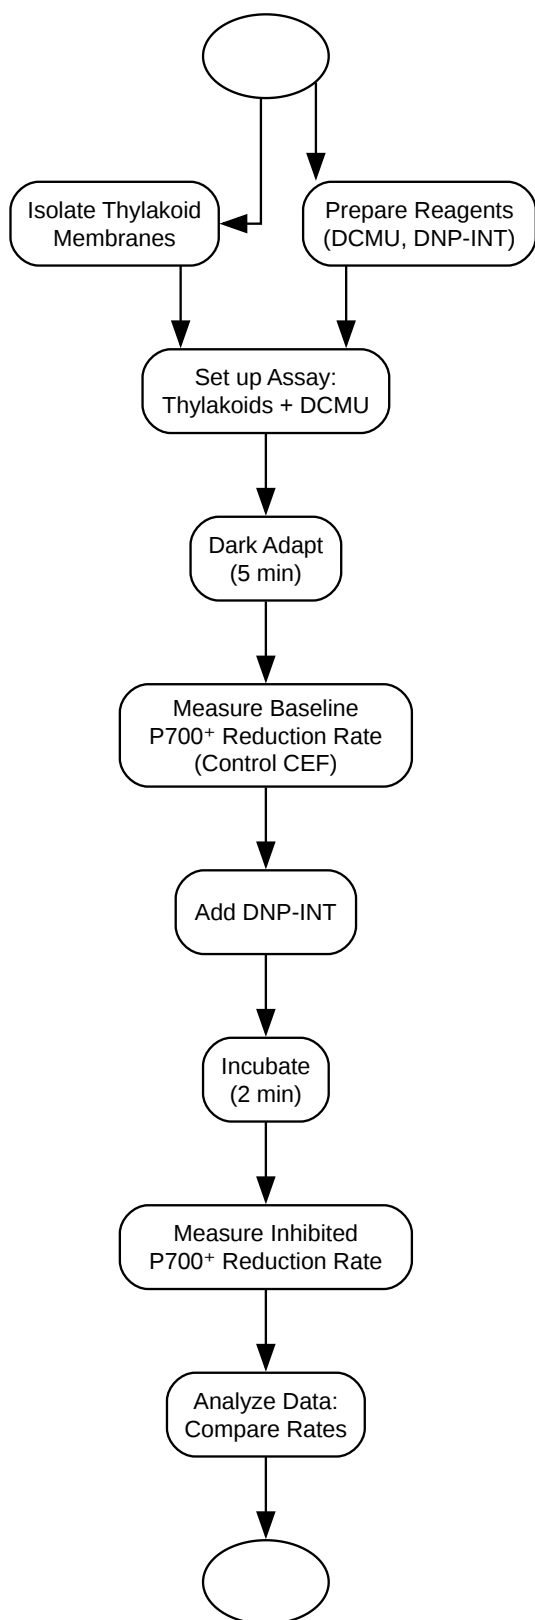 Isolate Thylakoid
Membranes
Prepare Reagents
(DCMU, DNP-INT)
Set up Assay:
Thylakoids + DCMU
Dark Adapt
(5 min)
Measure Baseline
P700⁺ Reduction Rate
(Control CEF)
Add DNP-INT
Incubate
(2 min)
Measure Inhibited
P700⁺ Reduction Rate
Analyze Data:
Compare Rates